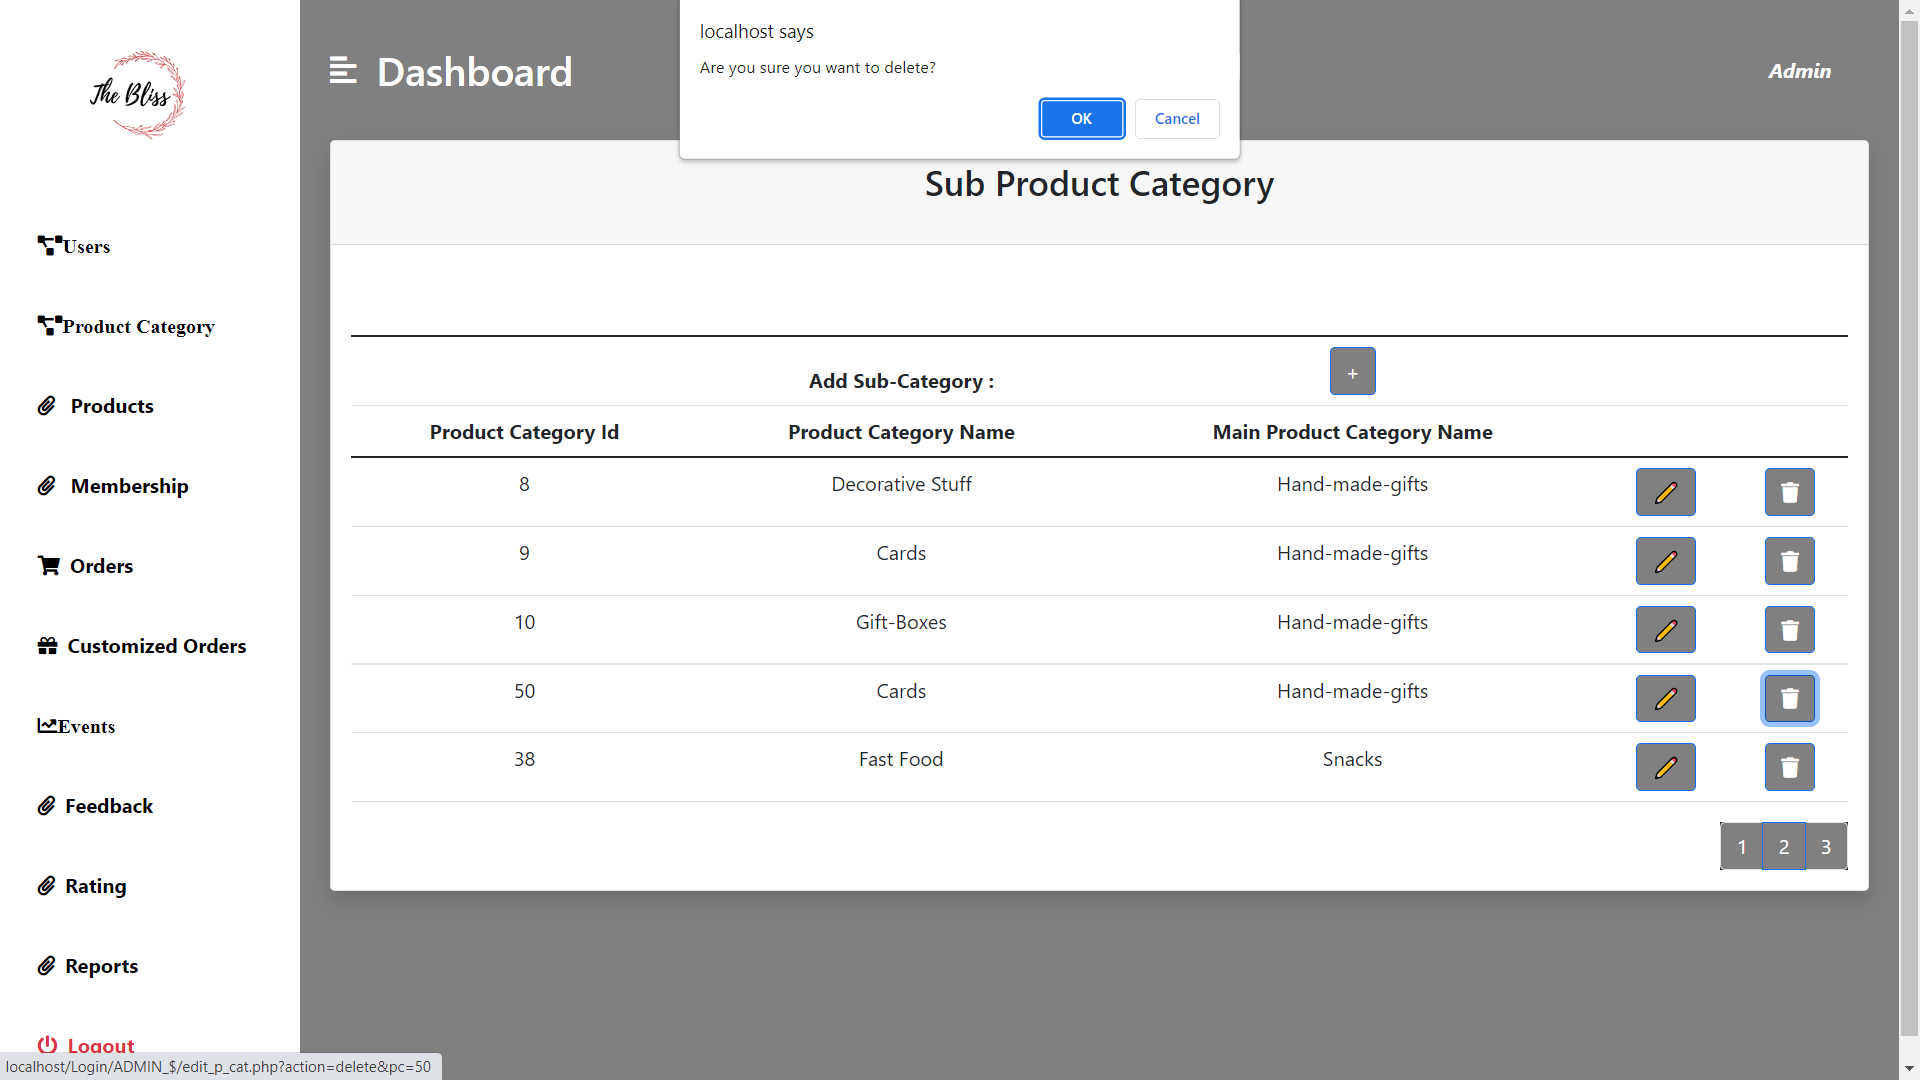 localhost says
Are you sure you want to delete?
OK
Cancel
The Bliss
Dashboard
Admin
Sub Product Category
Users
Product Category
Products
Membership
Orders
Customized Orders
Events
Feedback
Rating
Reports
Logout
Add Sub-Category :
+
Product Category Id Product Category Name Main Product Category Name
8 Decorative Stuff Hand-made-gifts
9 Cards Hand-made-gifts
10 Gift-Boxes Hand-made-gifts
50 Cards Hand-made-gifts
38 Fast Food Snacks
1 2 3
localhost/Login/ADMIN_$/edit_p_cat.php?action=delete&pc=50